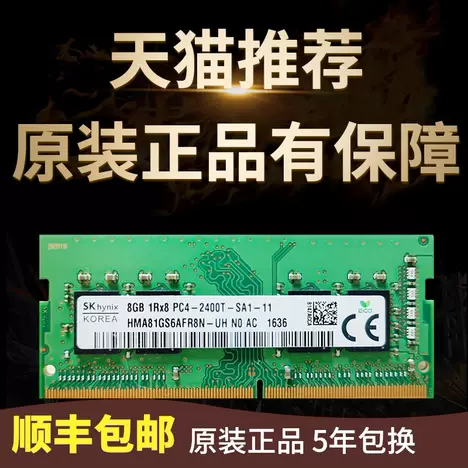 天猫推荐
原装正品有保障
SK hynix
KOREA
8GB 1Rx8 PC4-2400T-SA1-11
HMA81GS6AFR8N-UH N0 AC 1636
顺丰包邮 原装正品 5年包换